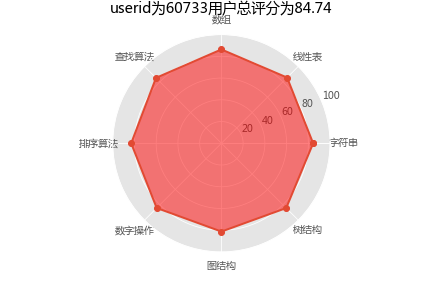 userid为60733用户总评分为84.74
数组
查找算法
线性表
100
80
60
40
20
排序算法
字符串
数字操作
树结构
图结构